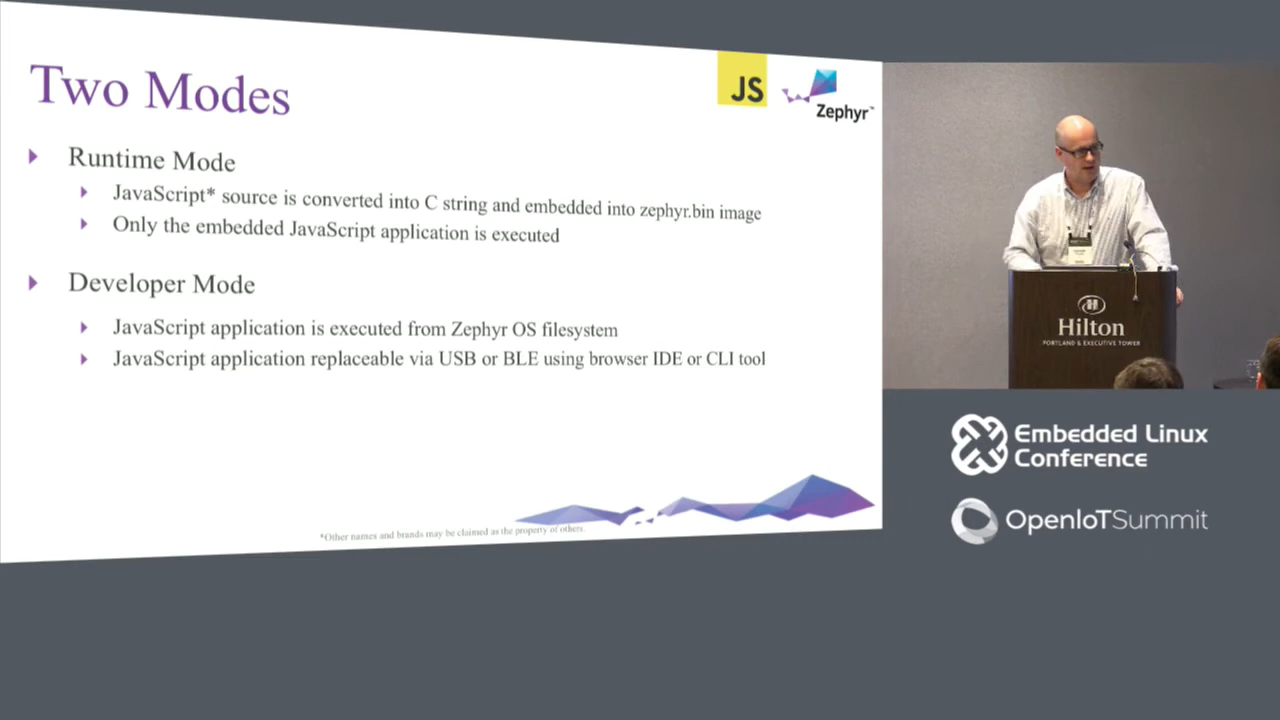 Two Modes
JS
Zephyr™
Runtime Mode
JavaScript* source is converted into C string and embedded into zephyr.bin image
Only the embedded JavaScript application is executed
Developer Mode
JavaScript application is executed from Zephyr OS filesystem
JavaScript application replaceable via USB or BLE using browser IDE or CLI tool
*Other names and brands may be claimed as the property of others.
Hilton
PORTLAND & EXECUTIVE TOWER
Embedded Linux
Conference
OpenIoTSummit